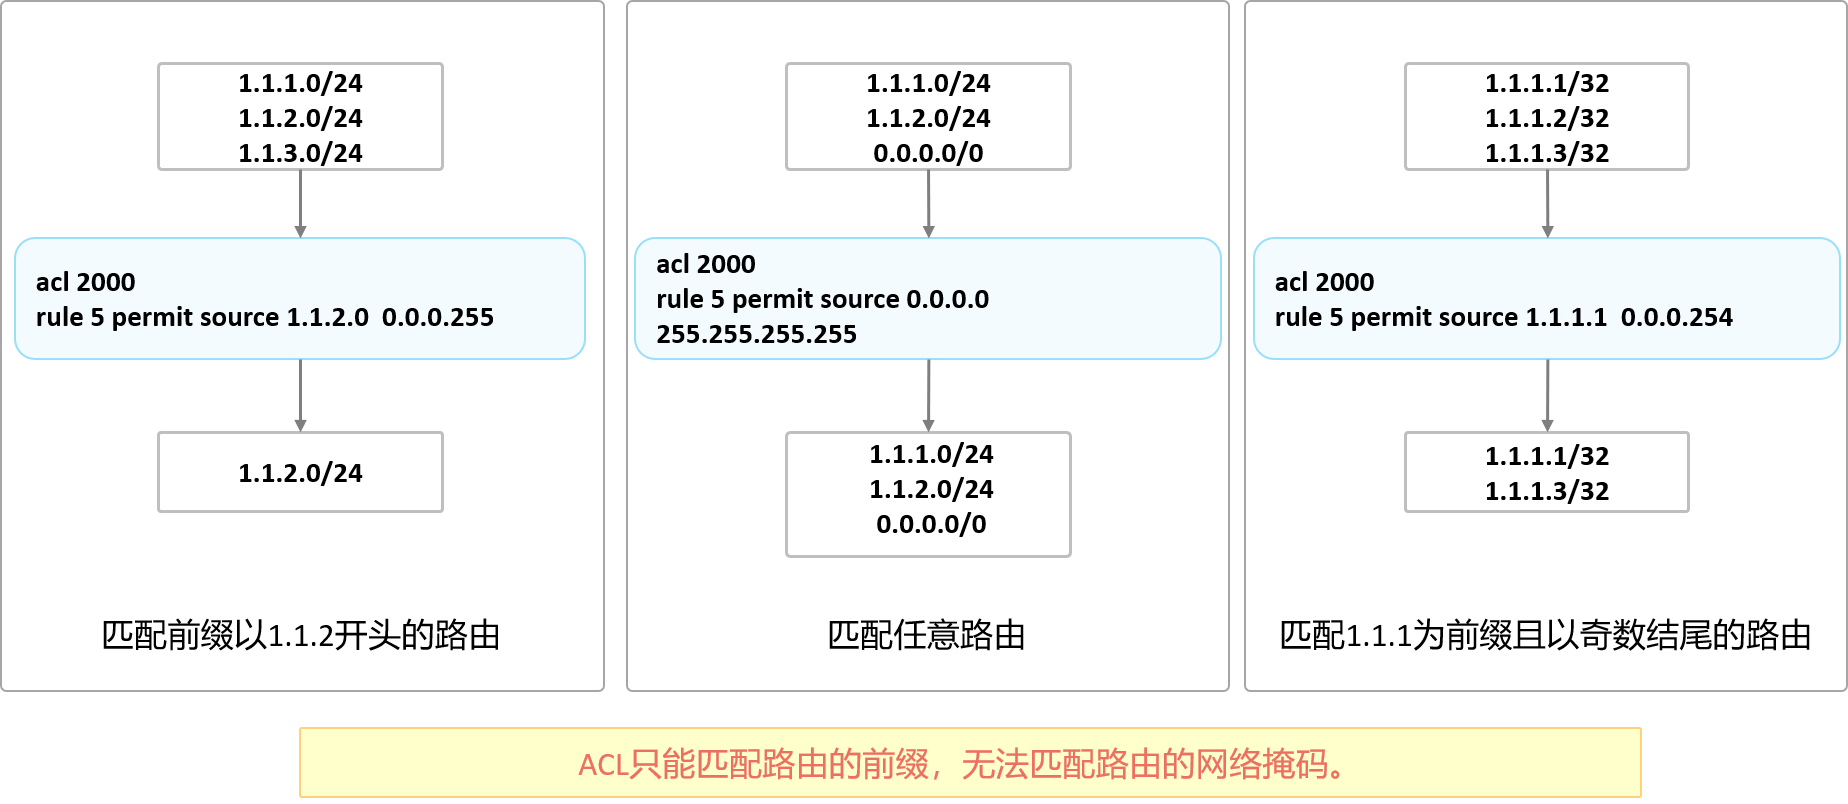 1.1.1.0/24
1.1.2.0/24
1.1.3.0/24
acl 2000
rule 5 permit source 1.1.2.0  0.0.0.255
1.1.2.0/24
匹配前缀以1.1.2开头的路由
1.1.1.0/24
1.1.2.0/24
0.0.0.0/0
acl 2000
rule 5 permit source 0.0.0.0
255.255.255.255
1.1.1.0/24
1.1.2.0/24
0.0.0.0/0
匹配任意路由
1.1.1.1/32
1.1.1.2/32
1.1.1.3/32
acl 2000
rule 5 permit source 1.1.1.1  0.0.0.254
1.1.1.1/32
1.1.1.3/32
匹配1.1.1为前缀且以奇数结尾的路由
ACL只能匹配路由的前缀，无法匹配路由的网络掩码。